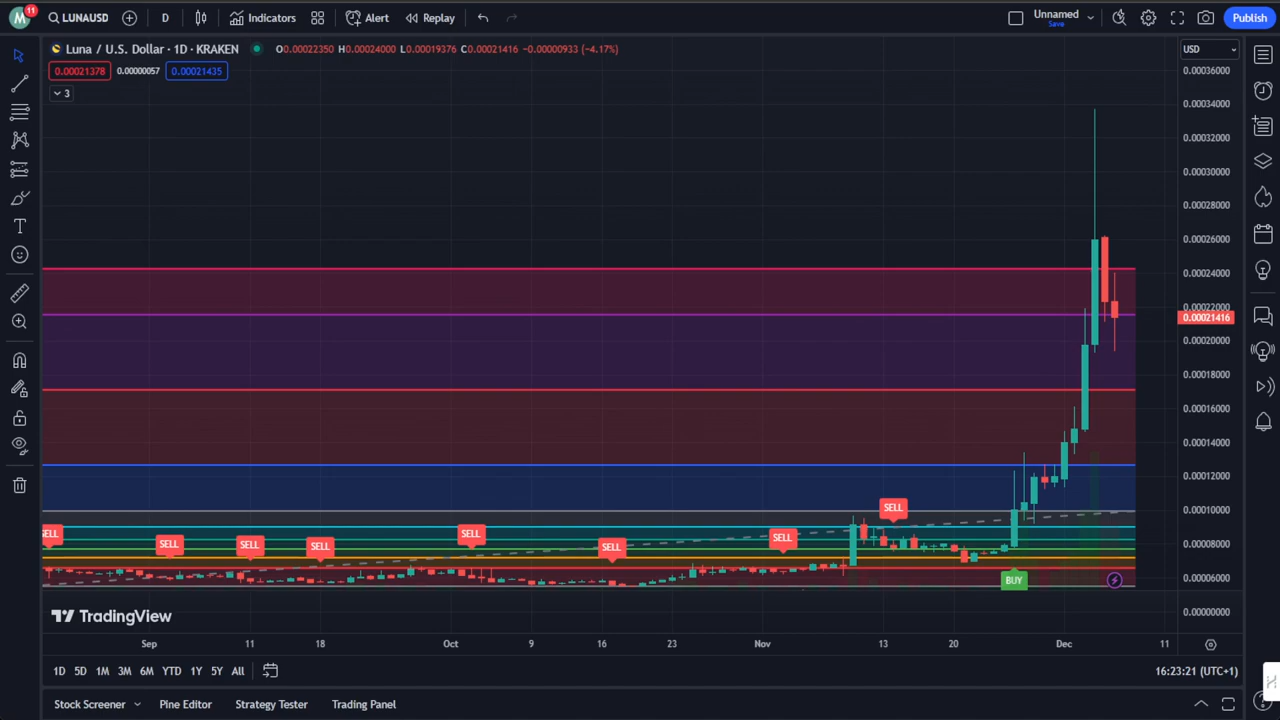 M 11 LUNAUSD D Indicators Alert Replay Unnamed Save Publish
Luna / U.S. Dollar · 1D · KRAKEN O0.00022350 H0.00024000 L0.00019376 C0.00021416 −0.00000933 (−4.17%) USD
0.00021378 0.00000057 0.00021435
3
0.00036000
0.00034000
0.00032000
0.00030000
0.00028000
0.00026000
0.00024000
0.00022000
0.00021416
0.00020000
0.00018000
0.00016000
0.00014000
0.00012000
0.00010000
0.00008000
0.00006000
0.00000000
SELL SELL SELL SELL SELL SELL SELL SELL
BUY
TradingView
Sep 11 18 Oct 9 16 23 Nov 13 20 Dec 11
1D 5D 1M 3M 6M YTD 1Y 5Y All 16:23:21 (UTC+1)
Stock Screener Pine Editor Strategy Tester Trading Panel